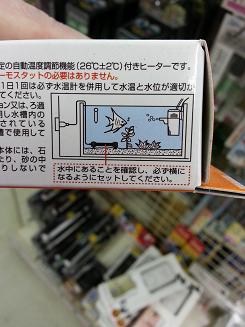 定の自動温度調節機能(26℃±2℃)付きヒーターです。
ーモスタットの必要はありません。
1日1回は必ず水温計を併用して水温と水位が適切か
てください。
ョン又は、ろ過
用し水槽内の
されている
槽で使用して
本体には、石
たり、砂の中
りしないで
水中にあることを確認し、必ず横に
なるようにセットしてください。